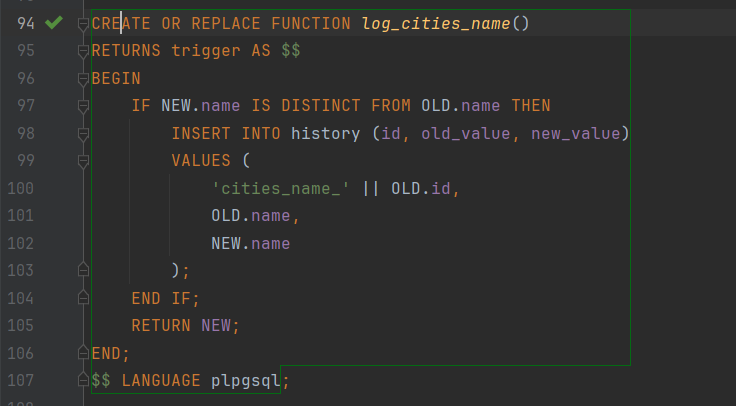 94 CREATE OR REPLACE FUNCTION log_cities_name()
95 RETURNS trigger AS $$
96 BEGIN
97 IF NEW.name IS DISTINCT FROM OLD.name THEN
98 INSERT INTO history (id, old_value, new_value)
99 VALUES (
100 'cities_name_' || OLD.id,
101 OLD.name,
102 NEW.name
103 );
104 END IF;
105 RETURN NEW;
106 END;
107 $$ LANGUAGE plpgsql;